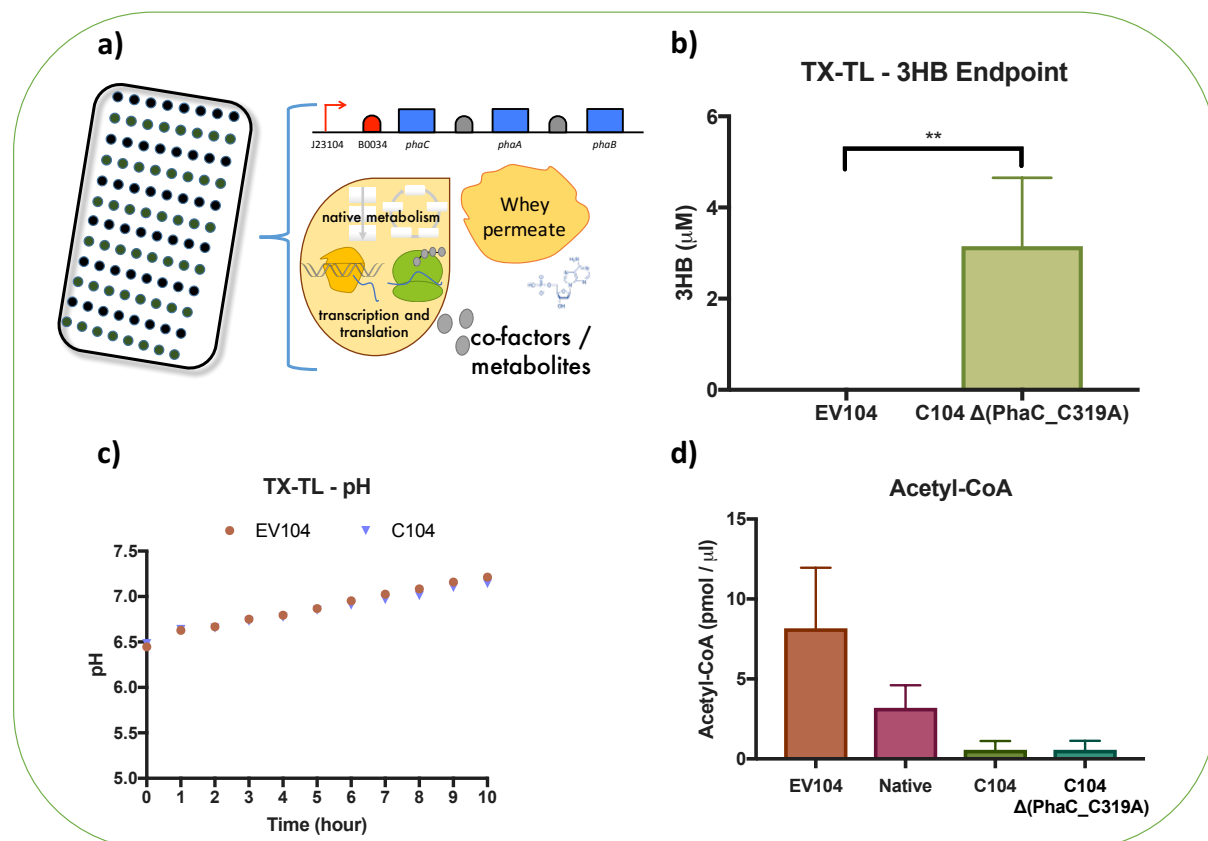 a)
J23104 B0034 phaC phaA phaB
native metabolism
transcription and
translation
Whey
permeate
co-factors /
metabolites
b)
TX-TL - 3HB Endpoint
3HB (μM)
6
4
2
0
**
EV104 C104 Δ(PhaC_C319A)
c)
TX-TL - pH
EV104 C104
pH
7.5
7.0
6.5
6.0
5.5
5.0
0 1 2 3 4 5 6 7 8 9 10
Time (hour)
d)
Acetyl-CoA
Acetyl-CoA (pmol / μl)
15
10
5
0
EV104 Native C104 C104
Δ(PhaC_C319A)